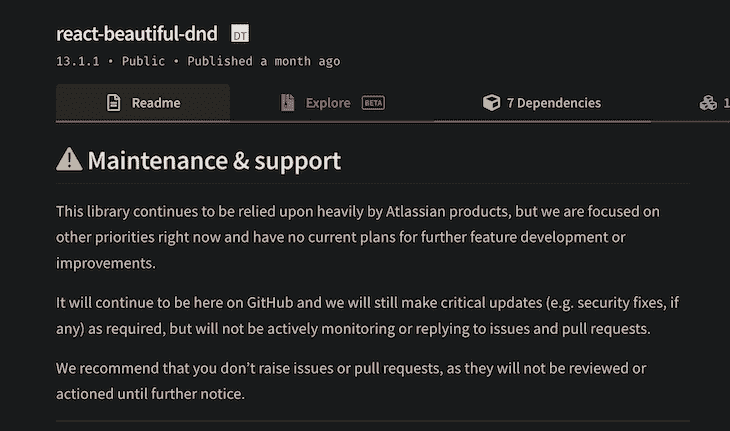 react-beautiful-dnd DT
13.1.1 • Public • Published a month ago
Readme Explore BETA 7 Dependencies 1
Maintenance & support
This library continues to be relied upon heavily by Atlassian products, but we are focused on
other priorities right now and have no current plans for further feature development or
improvements.
It will continue to be here on GitHub and we will still make critical updates (e.g. security fixes, if
any) as required, but will not be actively monitoring or replying to issues and pull requests.
We recommend that you don’t raise issues or pull requests, as they will not be reviewed or
actioned until further notice.